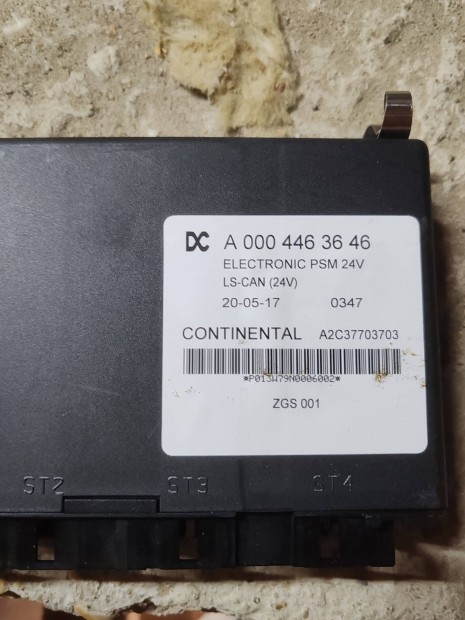 DC A 000 446 36 46
ELECTRONIC PSM 24V
LS-CAN (24V)
20-05-17 0347
CONTINENTAL A2C37703703
*P013W79N0006002*
ZGS 001
ST2 ST3 ST4